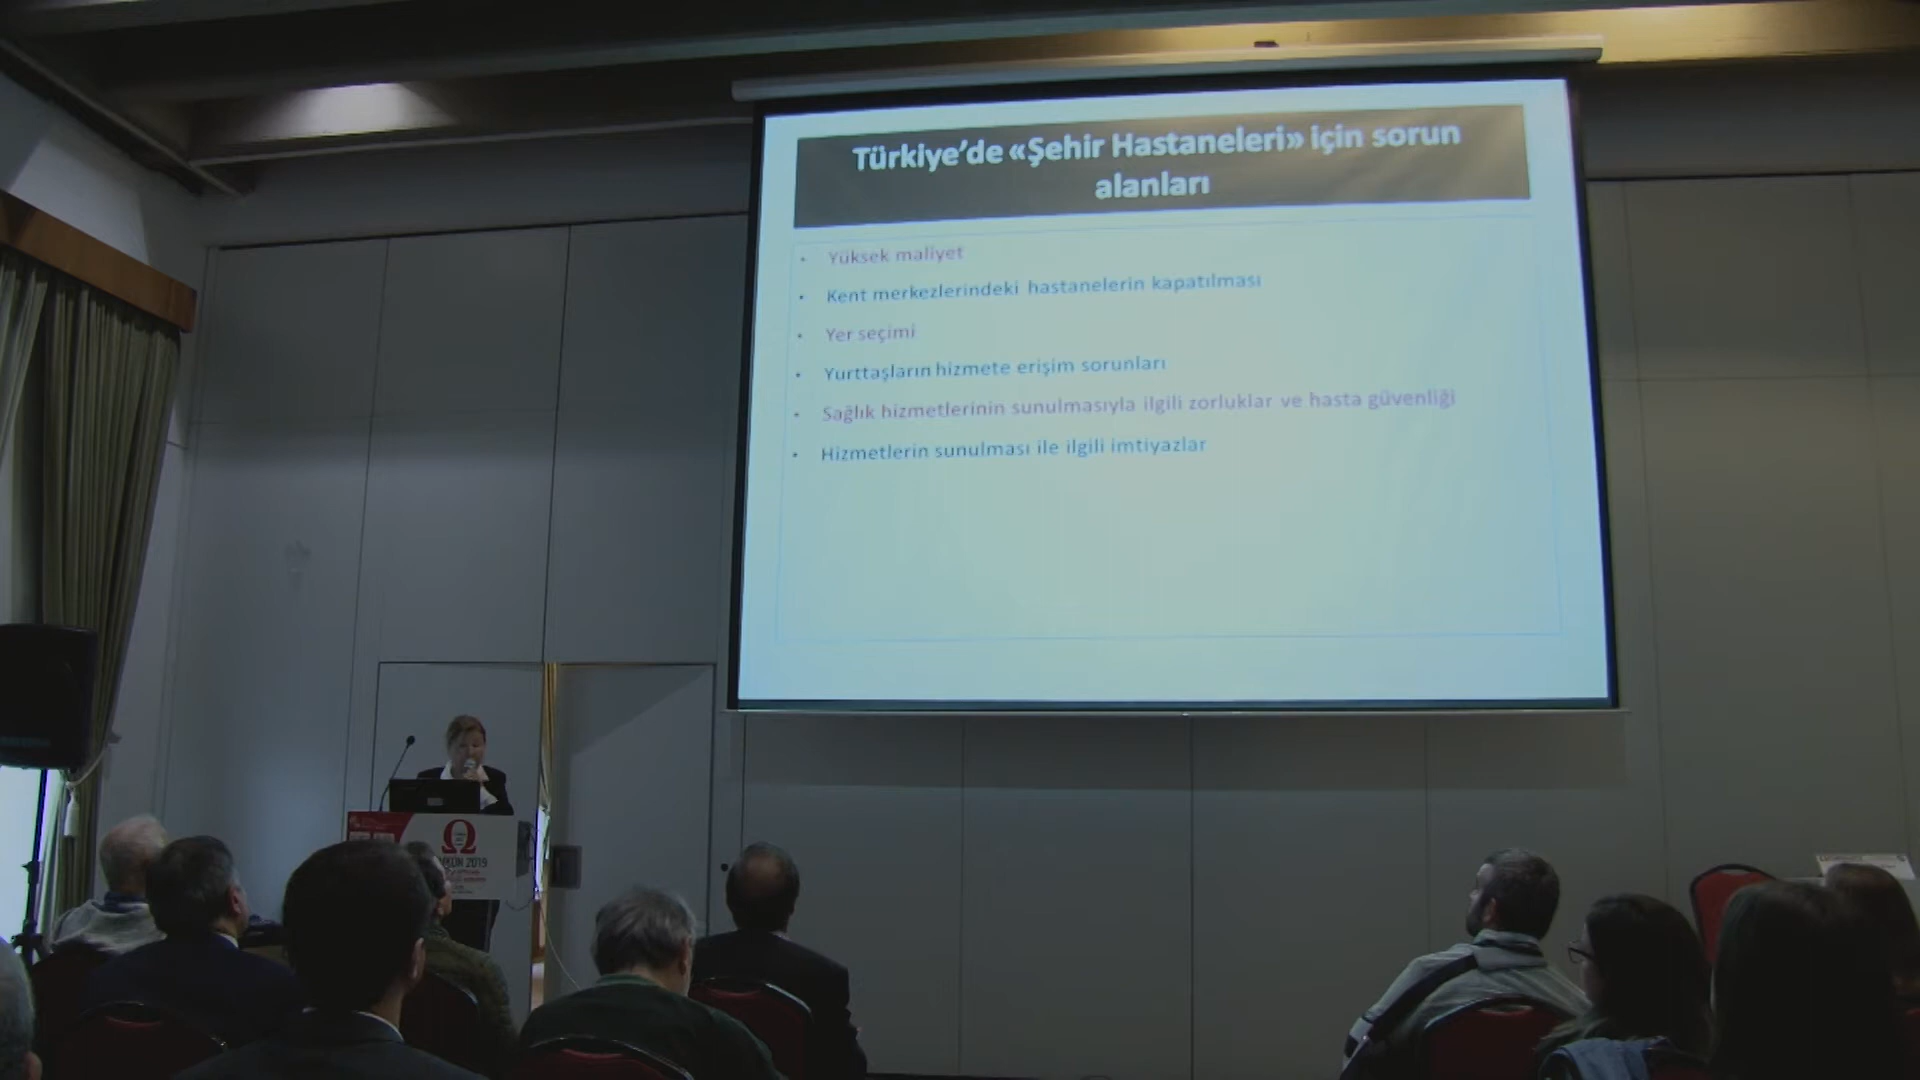 Türkiye’de «Şehir Hastaneleri» için sorun
alanları
• Yüksek maliyet
• Kent merkezlerindeki hastanelerin kapatılması
• Yer seçimi
• Yurttaşların hizmete erişim sorunları
• Sağlık hizmetlerinin sunulmasıyla ilgili zorluklar ve hasta güvenliği
• Hizmetlerin sunulması ile ilgili imtiyazlar
2019